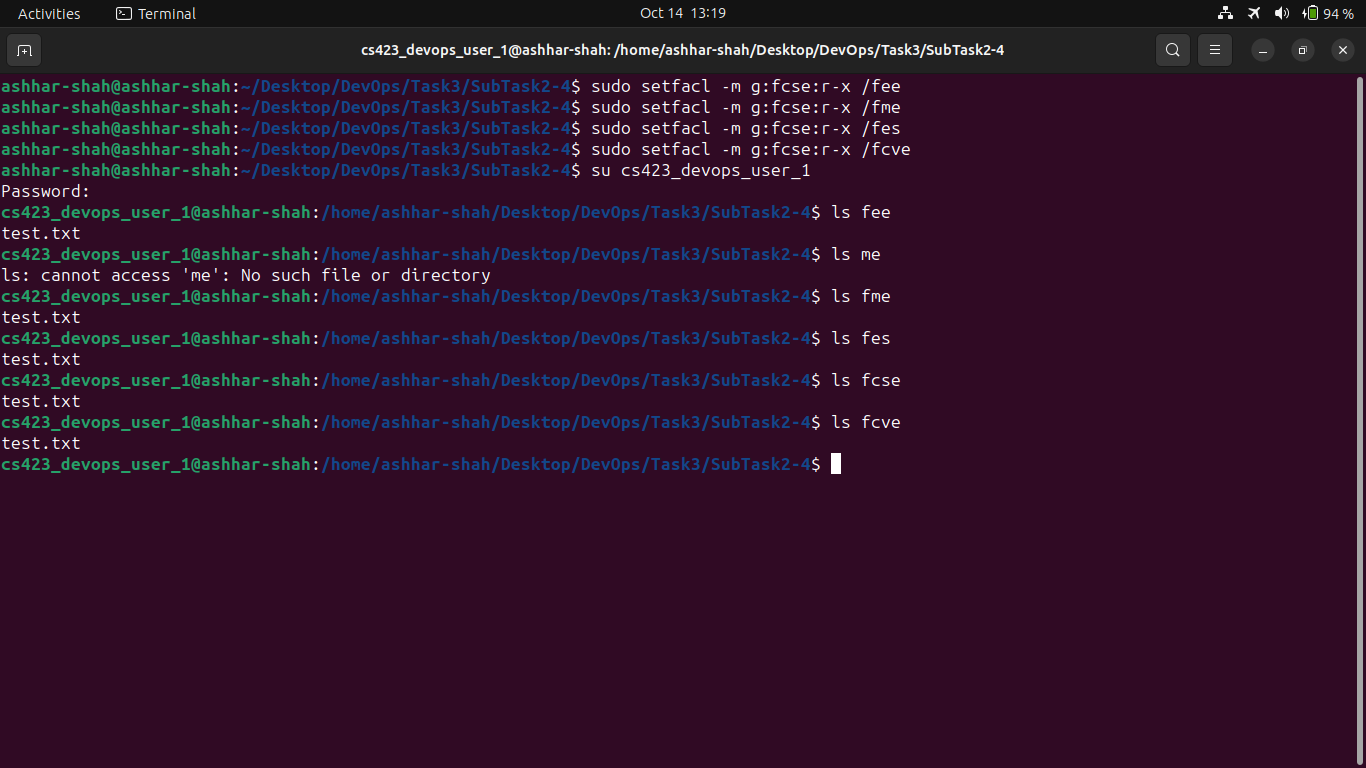 Activities Terminal Oct 14 13:19 94 %
cs423_devops_user_1@ashhar-shah: /home/ashhar-shah/Desktop/DevOps/Task3/SubTask2-4
ashhar-shah@ashhar-shah:~/Desktop/DevOps/Task3/SubTask2-4$ sudo setfacl -m g:fcse:r-x /fee
ashhar-shah@ashhar-shah:~/Desktop/DevOps/Task3/SubTask2-4$ sudo setfacl -m g:fcse:r-x /fme
ashhar-shah@ashhar-shah:~/Desktop/DevOps/Task3/SubTask2-4$ sudo setfacl -m g:fcse:r-x /fes
ashhar-shah@ashhar-shah:~/Desktop/DevOps/Task3/SubTask2-4$ sudo setfacl -m g:fcse:r-x /fcve
ashhar-shah@ashhar-shah:~/Desktop/DevOps/Task3/SubTask2-4$ su cs423_devops_user_1
Password:
cs423_devops_user_1@ashhar-shah:/home/ashhar-shah/Desktop/DevOps/Task3/SubTask2-4$ ls fee
test.txt
cs423_devops_user_1@ashhar-shah:/home/ashhar-shah/Desktop/DevOps/Task3/SubTask2-4$ ls me
ls: cannot access 'me': No such file or directory
cs423_devops_user_1@ashhar-shah:/home/ashhar-shah/Desktop/DevOps/Task3/SubTask2-4$ ls fme
test.txt
cs423_devops_user_1@ashhar-shah:/home/ashhar-shah/Desktop/DevOps/Task3/SubTask2-4$ ls fes
test.txt
cs423_devops_user_1@ashhar-shah:/home/ashhar-shah/Desktop/DevOps/Task3/SubTask2-4$ ls fcse
test.txt
cs423_devops_user_1@ashhar-shah:/home/ashhar-shah/Desktop/DevOps/Task3/SubTask2-4$ ls fcve
test.txt
cs423_devops_user_1@ashhar-shah:/home/ashhar-shah/Desktop/DevOps/Task3/SubTask2-4$